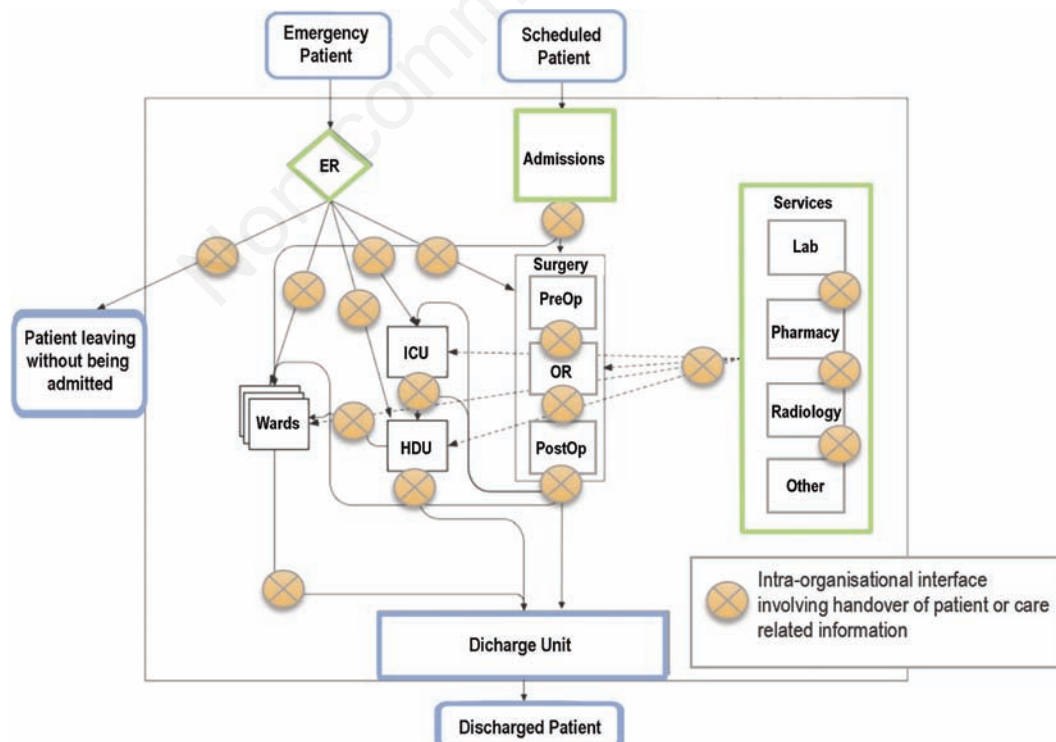 Emergency
Patient
Scheduled
Patient
Non comm
ER
Admissions
Services
Lab
Surgery
PreOp
Pharmacy
Patient leaving
without being
admitted
ICU
OR
Radiology
Wards
HDU
PostOp
Other
Intra-organisational interface
involving handover of patient or care
related information
Dicharge Unit
Discharged Patient